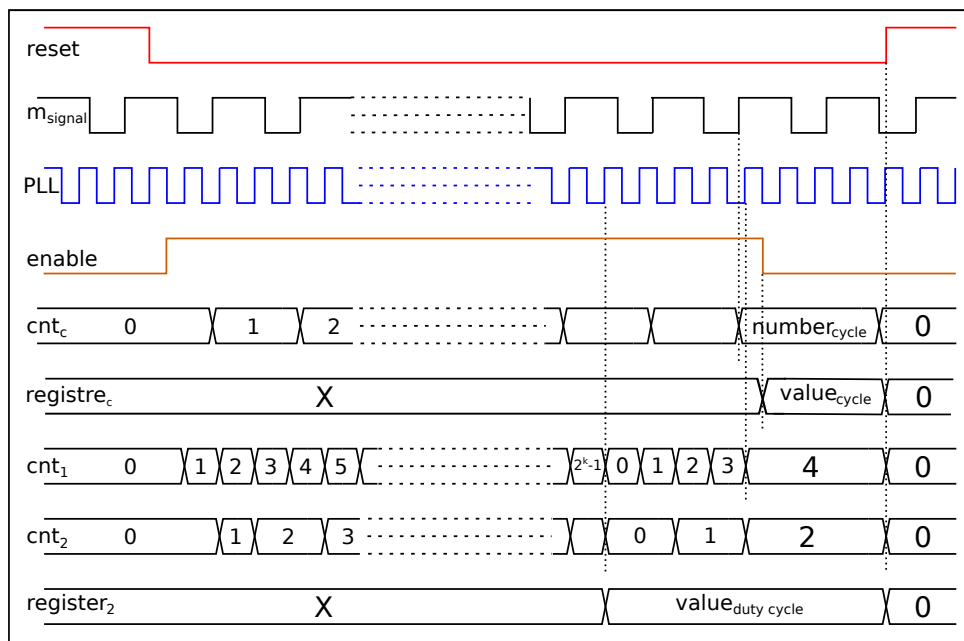 reset
m_signal
PLL
enable
cnt_c 0 1 2 number_cycle 0
registre_c X value_cycle 0
cnt_1 0 1 2 3 4 5 2^k-1 0 1 2 3 4 0
cnt_2 0 1 2 3 0 1 2 0
register_2 X value_duty cycle 0